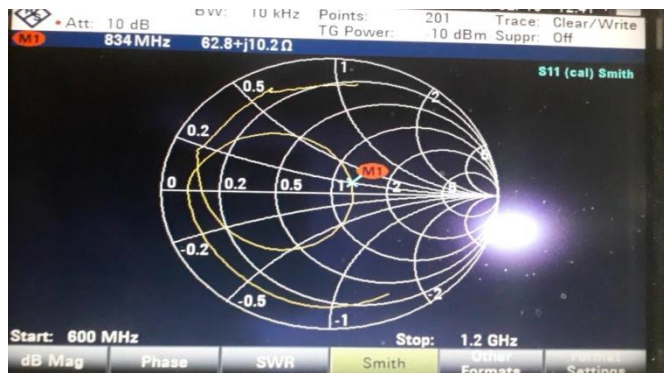 • Att: 10 dB BW: 10 kHz Points: 201 Trace: Clear/Write
TG Power: -10 dBm Suppr: Off
M1 834 MHz 62.8+j10.2 Ω
S11 (cal) Smith
1
0.5
2
0.2
5
M1
0 0.2 0.5 1 2
-0.2
-0.5
-2
-1
Start: 600 MHz Stop: 1.2 GHz
dB Mag Phase SWR Smith Other Formats Format Settings